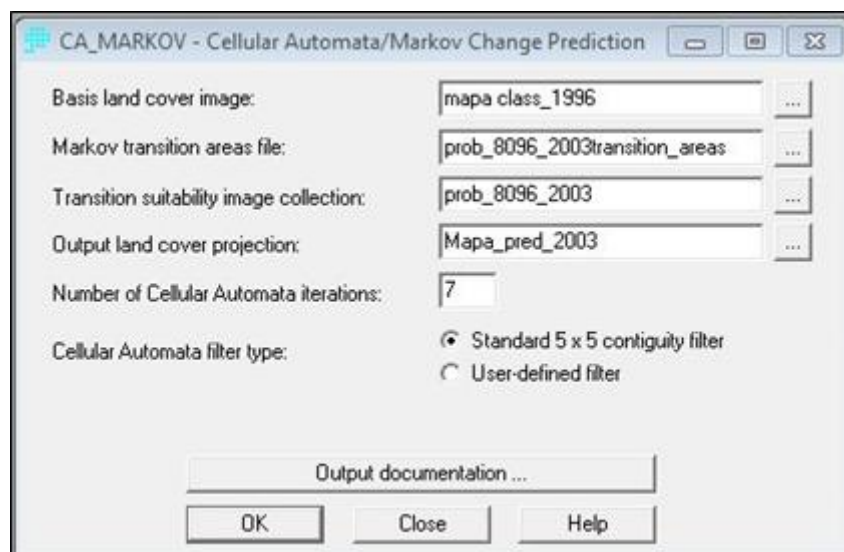 CA_MARKOV - Cellular Automata/Markov Change Prediction
Basis land cover image: mapa class_1996 ...
Markov transition areas file: prob_8096_2003transition_areas ...
Transition suitability image collection: prob_8096_2003 ...
Output land cover projection: Mapa_pred_2003 ...
Number of Cellular Automata iterations: 7
Cellular Automata filter type: Standard 5 x 5 contiguity filter
User-defined filter
Output documentation ...
OK Close Help